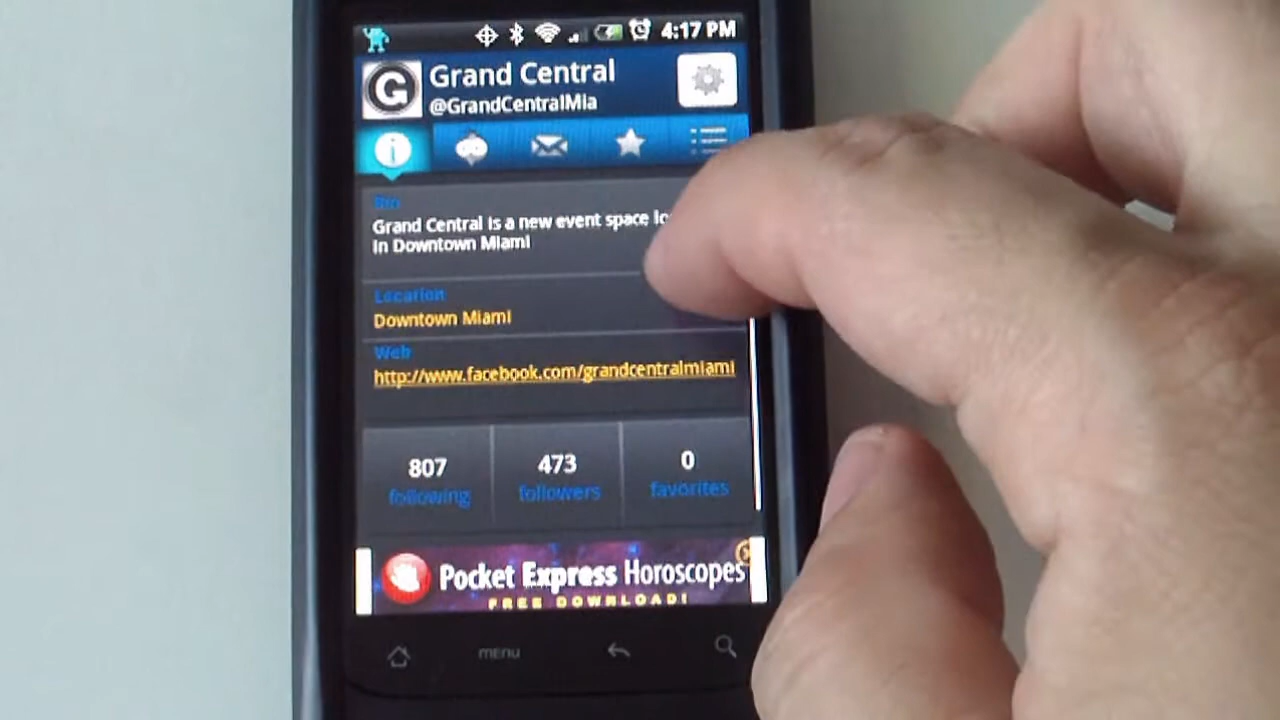 4:17 PM
G
Grand Central
@GrandCentralMia
i
Bio
Grand Central is a new event space
in Downtown Miami
Location
Downtown Miami
Web
http://www.facebook.com/grandcentralmiami
807
473
0
following
followers
favorites
Pocket Express Horoscopes
FREE DOWNLOAD!
menu